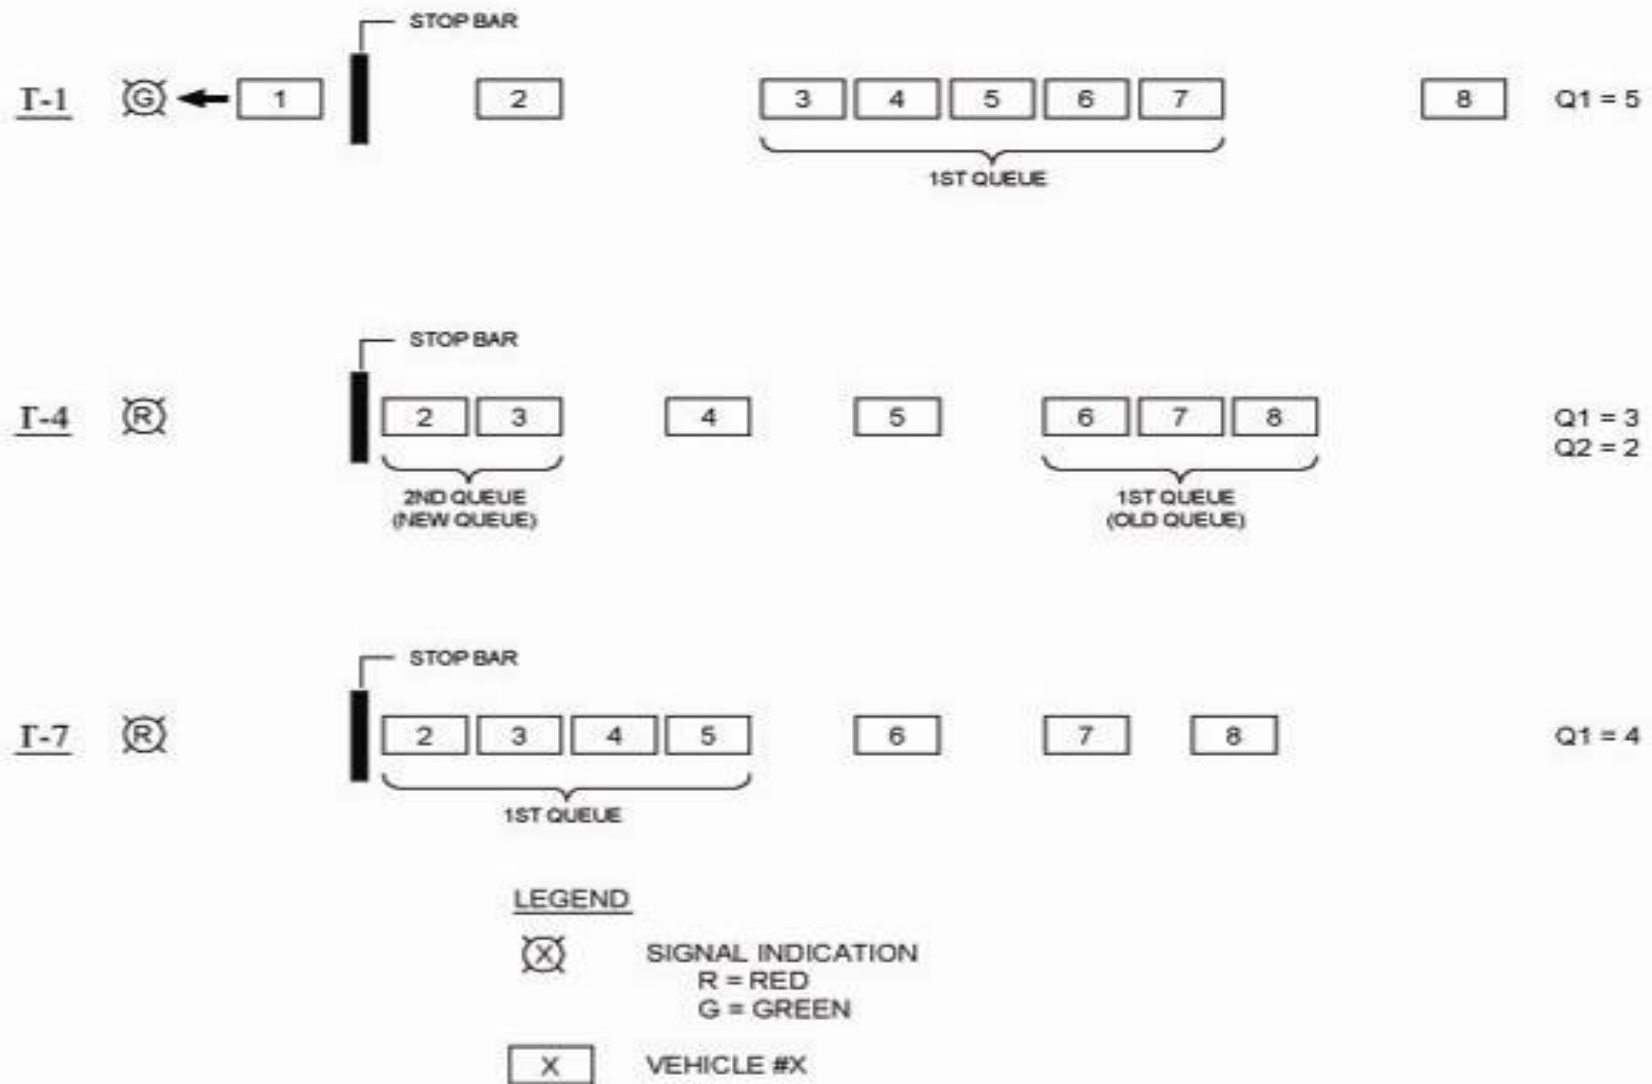 STOP BAR
T-1 G 1 2 3 4 5 6 7 8 Q1 = 5
1ST QUEUE
STOP BAR
T-4 R 2 3 4 5 6 7 8 Q1 = 3
Q2 = 2
2ND QUEUE 1ST QUEUE
(NEW QUEUE) (OLD QUEUE)
STOP BAR
T-7 R 2 3 4 5 6 7 8 Q1 = 4
1ST QUEUE
LEGEND
X SIGNAL INDICATION
R = RED
G = GREEN
X VEHICLE #X